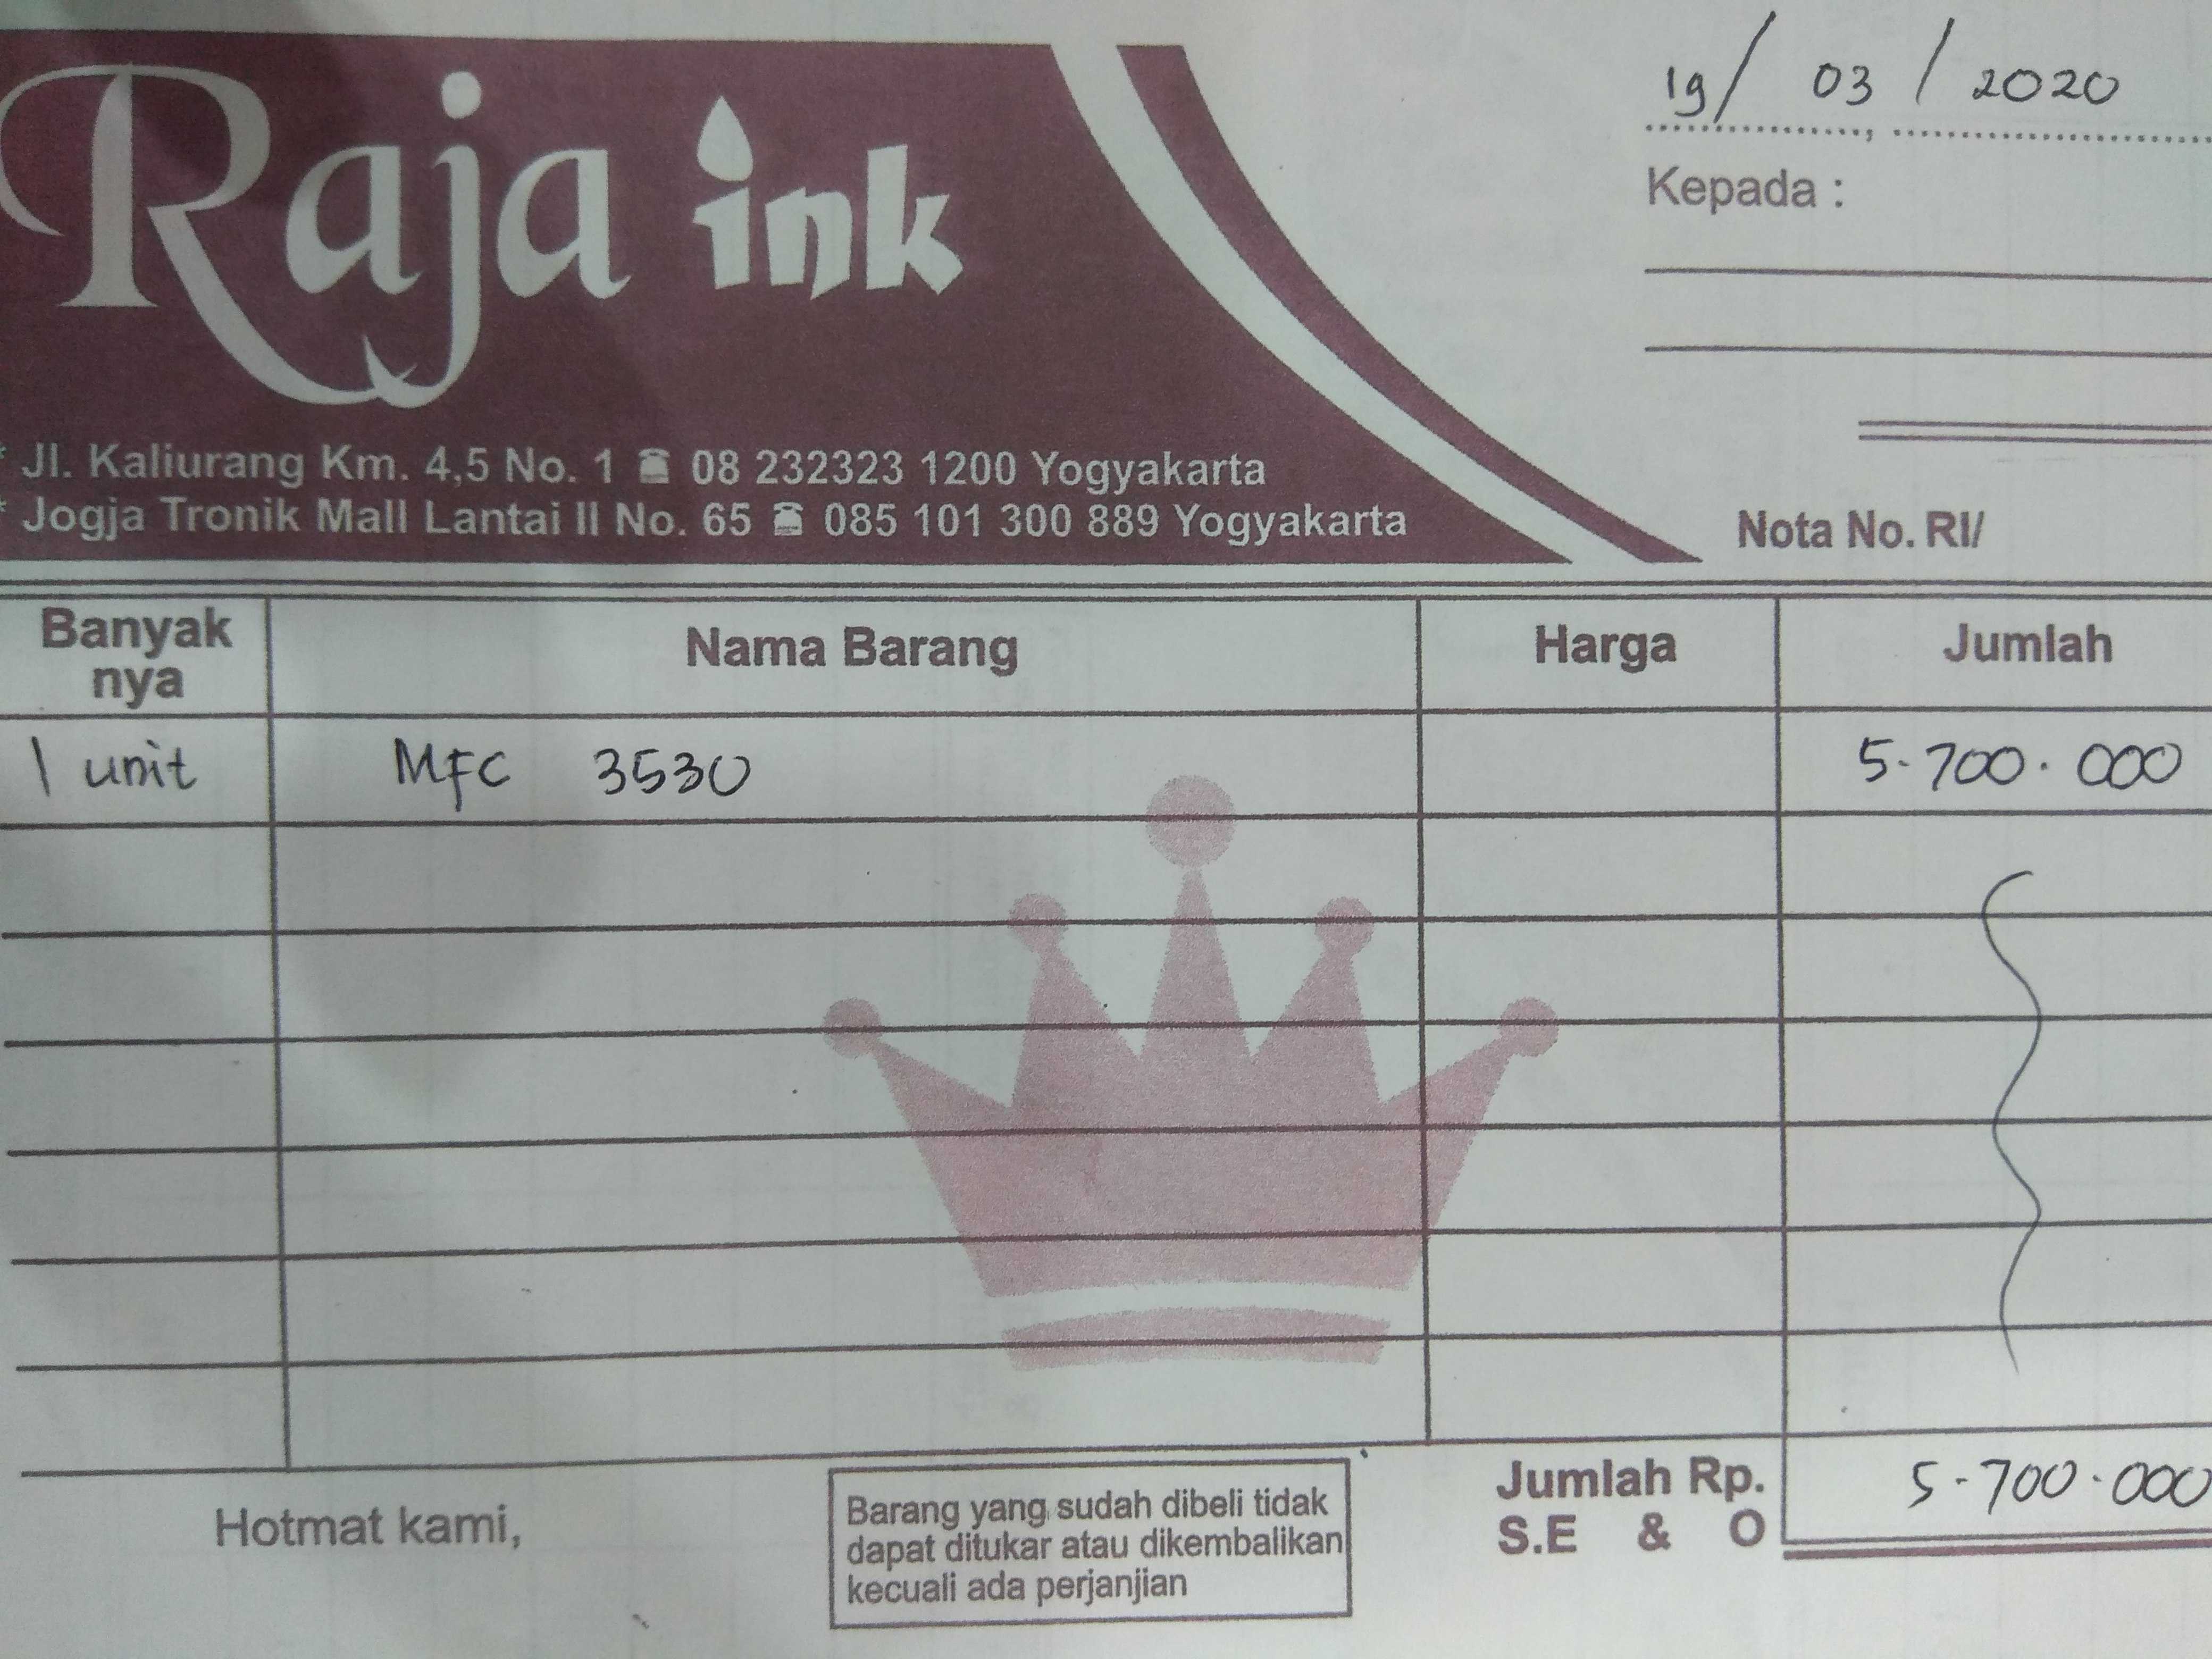 19/ 03 / 2020
Raja ink
Kepada :
* Jl. Kaliurang Km. 4,5 No. 1 ☎ 08 232323 1200 Yogyakarta
* Jogja Tronik Mall Lantai II No. 65 ☎ 085 101 300 889 Yogyakarta
Nota No. RI/
Banyak
nya
Nama Barang
Harga
Jumlah
1 unit MFC 3530 5.700.000
Jumlah Rp. 5.700.000
S.E & O
Hotmat kami,
Barang yang sudah dibeli tidak
dapat ditukar atau dikembalikan
kecuali ada perjanjian